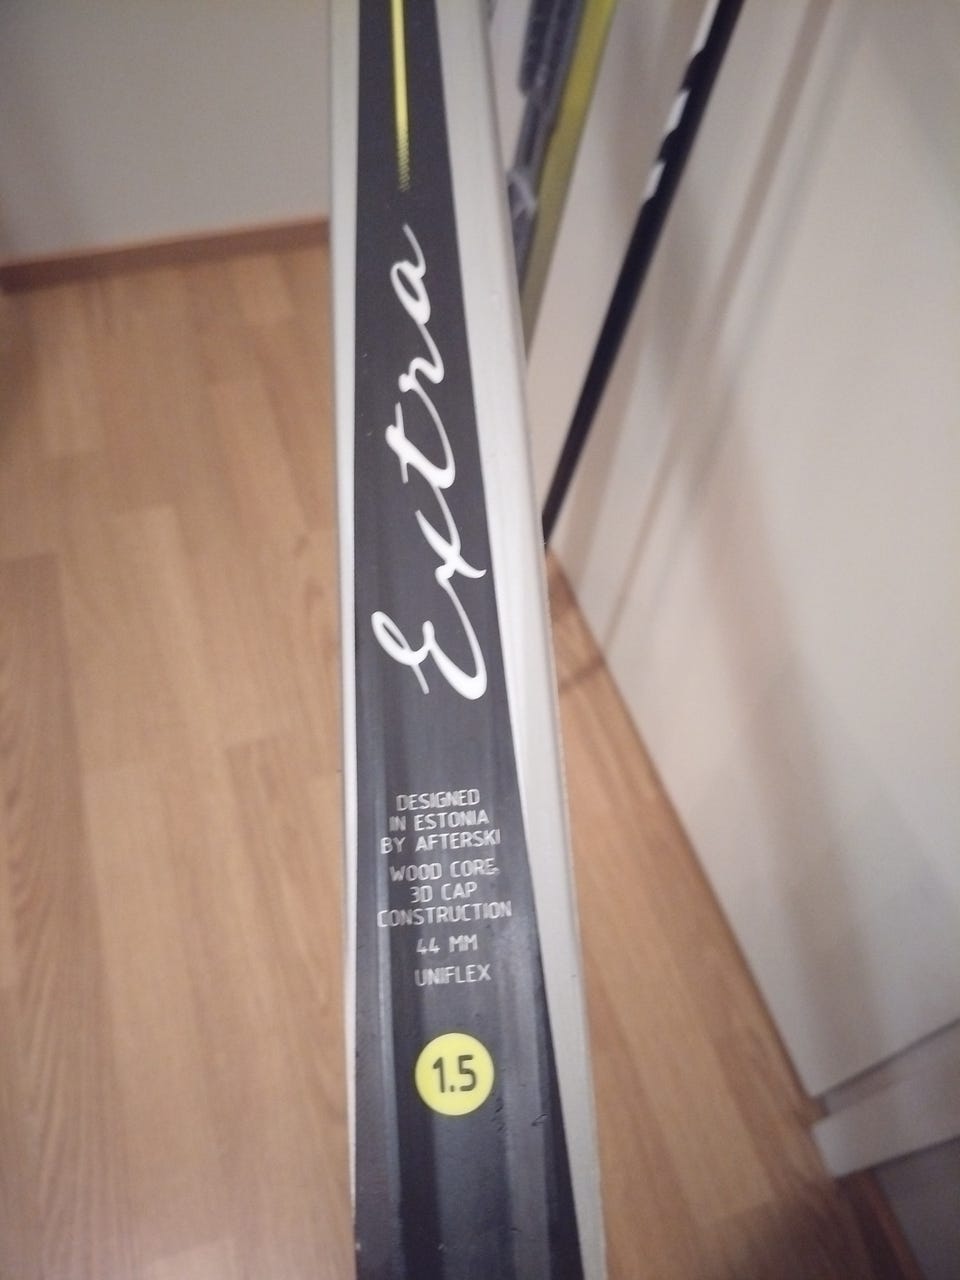 Extra
DESIGNED
IN ESTONIA
BY AFTERSKI
WOOD CORE,
3D CAP
CONSTRUCTION
44 MM
UNIFLEX
1.5